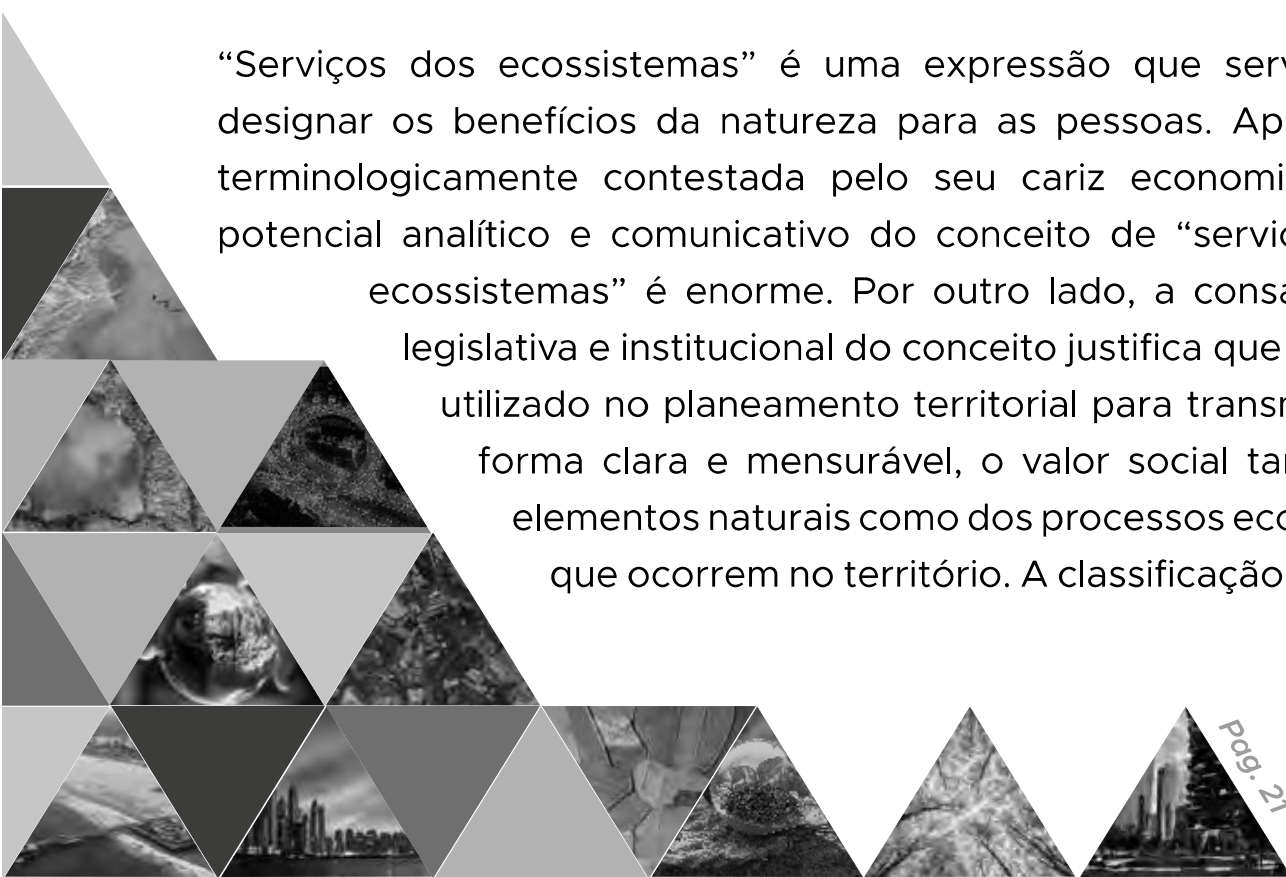 “Serviços dos ecossistemas” é uma expressão que serv
designar os benefícios da natureza para as pessoas. Ap
terminologicamente contestada pelo seu cariz economi
potencial analítico e comunicativo do conceito de “serviç
ecossistemas” é enorme. Por outro lado, a consa
legislativa e institucional do conceito justifica que
utilizado no planeamento territorial para transm
forma clara e mensurável, o valor social tan
elementos naturais como dos processos eco
que ocorrem no território. A classificação
Pag. 21